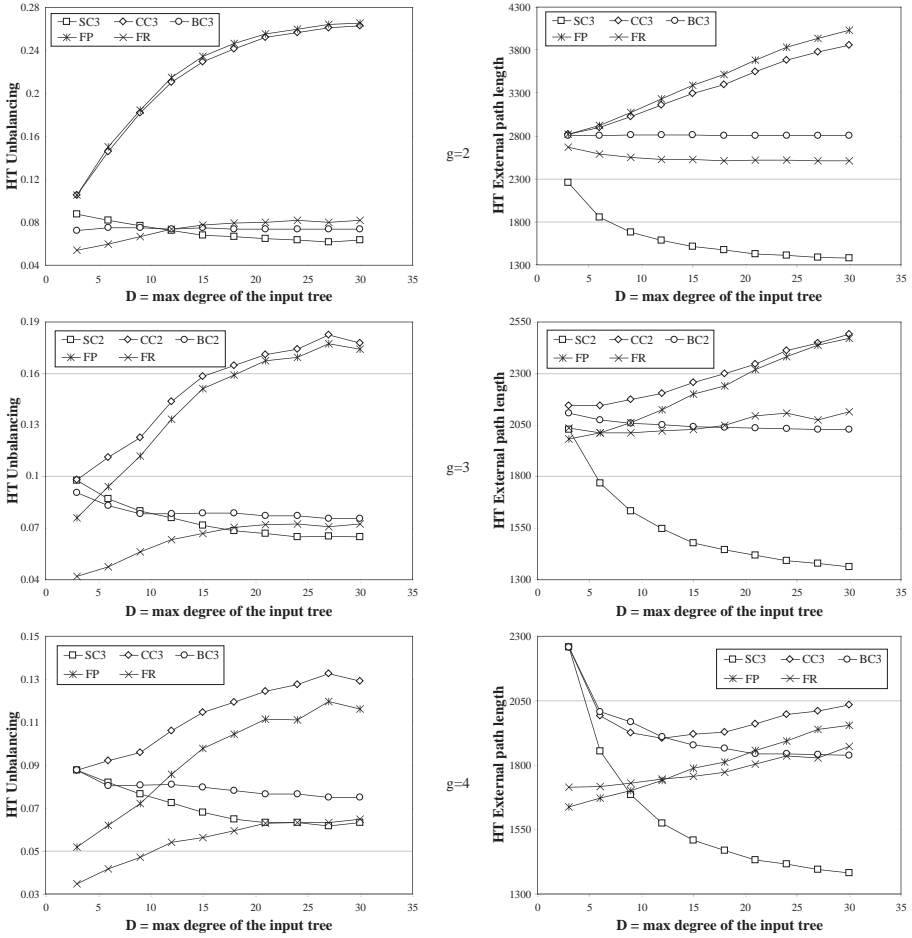 SC3 CC3 BC3
FP FR
0.28
0.24
0.2
0.16
0.12
0.08
0.04
HT Unbalancing
0 5 10 15 20 25 30 35
D = max degree of the input tree
g=2
SC3 CC3 BC3
FP FR
4300
3800
3300
2800
2300
1800
1300
HT External path length
0 5 10 15 20 25 30 35
D = max degree of the input tree
SC2 CC2 BC2
FP FR
0.19
0.16
0.13
0.1
0.07
0.04
HT Unbalancing
0 5 10 15 20 25 30 35
D = max degree of the input tree
g=3
SC2 CC2 BC2
FP FR
2550
2300
2050
1800
1550
1300
HT External path length
0 5 10 15 20 25 30 35
D = max degree of the input tree
SC3 CC3 BC3
FP FR
0.15
0.13
0.11
0.09
0.07
0.05
0.03
HT Unbalancing
0 5 10 15 20 25 30 35
D = max degree of the input tree
g=4
SC3 CC3 BC3
FP FR
2300
2050
1800
1550
1300
HT External path length
0 5 10 15 20 25 30 35
D = max degree of the input tree